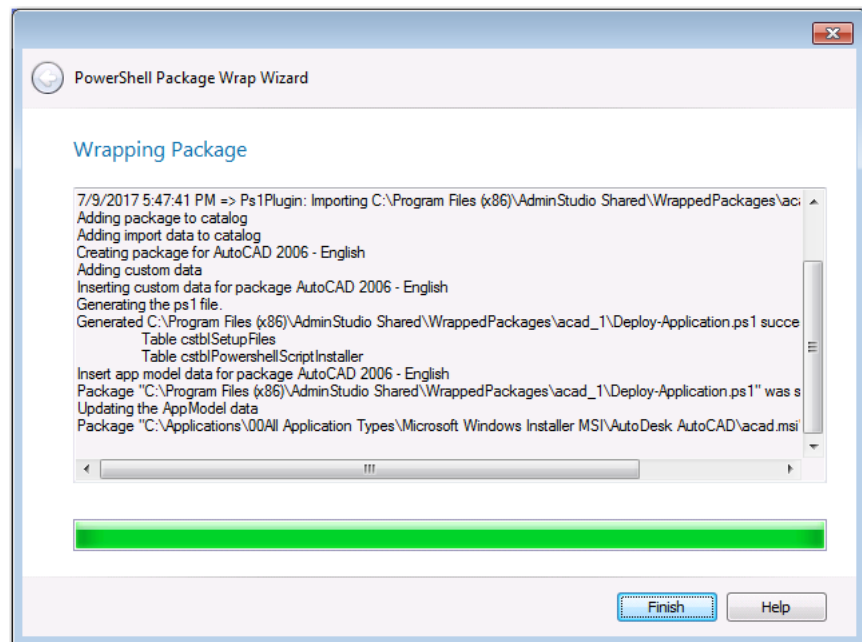 PowerShell Package Wrap Wizard
Wrapping Package
7/9/2017 5:47:41 PM => Ps1Plugin: Importing C:\Program Files (x86)\AdminStudio Shared\WrappedPackages\aca
Adding package to catalog
Adding import data to catalog
Creating package for AutoCAD 2006 - English
Adding custom data
Inserting custom data for package AutoCAD 2006 - English
Generating the ps1 file.
Generated C:\Program Files (x86)\AdminStudio Shared\WrappedPackages\acad_1\Deploy-Application.ps1 succe
Table cstblSetupFiles
Table cstblPowershellScriptInstaller
Insert app model data for package AutoCAD 2006 - English
Package "C:\Program Files (x86)\AdminStudio Shared\WrappedPackages\acad_1\Deploy-Application.ps1" was s
Updating the AppModel data
Package "C:\Applications\00All Application Types\Microsoft Windows Installer MSI\AutoDesk AutoCAD\acad.msi"
Finish
Help